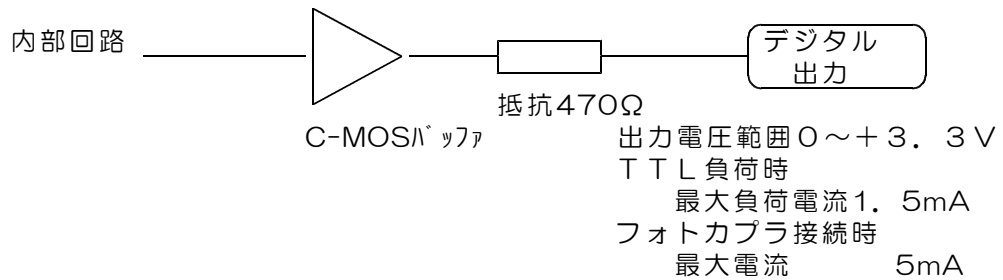 内部回路
デジタル
出力
抵抗470Ω
C-MOSﾊﾞｯﾌｧ
出力電圧範囲０～＋３．３Ｖ
ＴＴＬ負荷時
最大負荷電流1．5mA
フォトカプラ接続時
最大電流 5mA